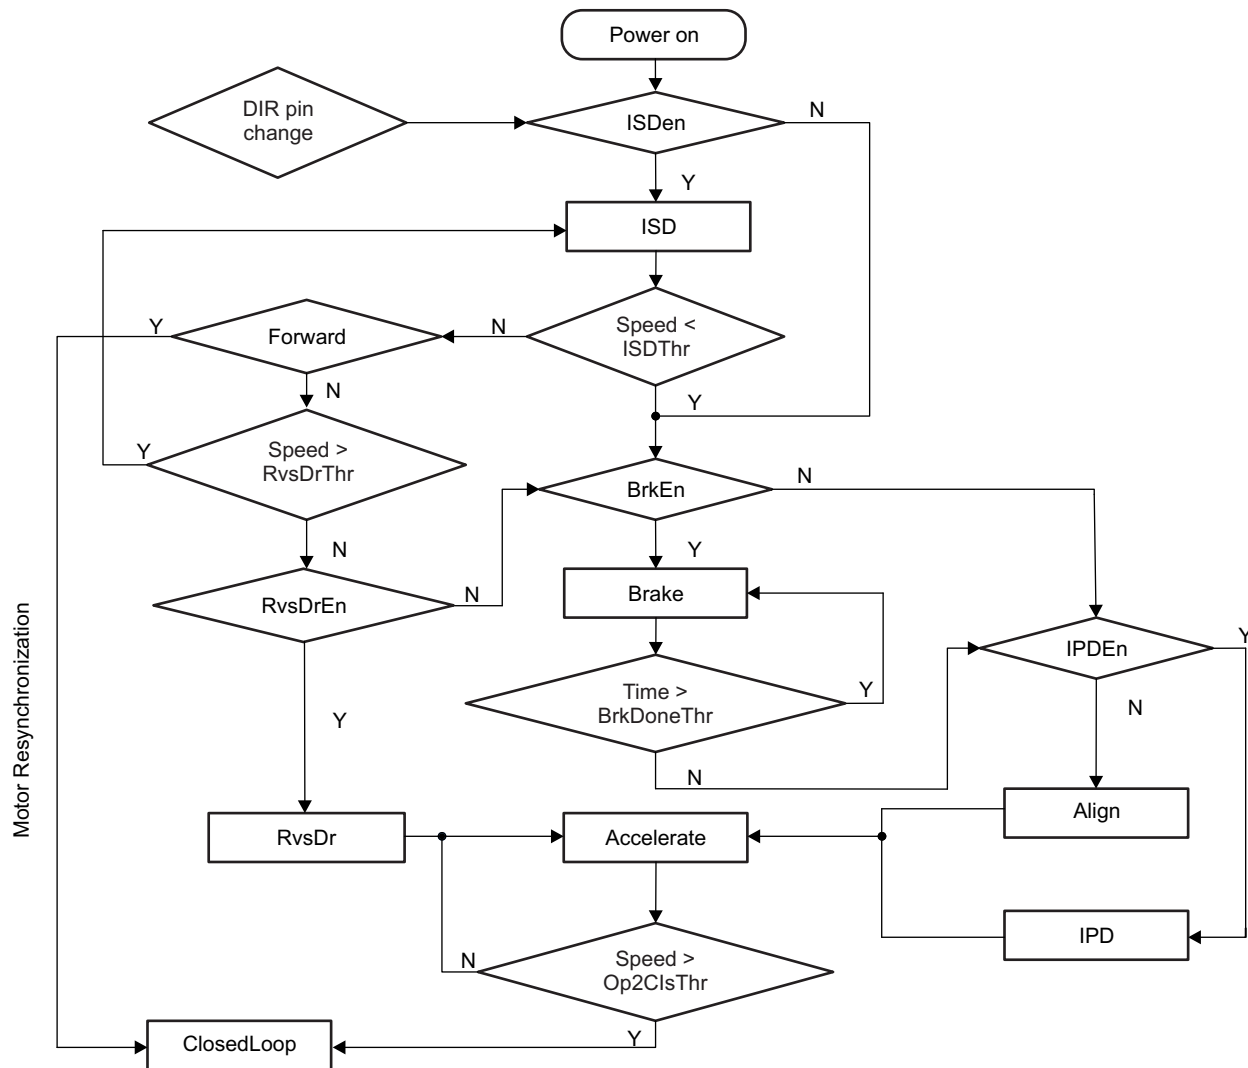 Power on
DIR pin
change
ISDen
N
Y
ISD
Y
Forward
N
Speed <
ISDThr
N
Y
Y
Speed >
RvsDrThr
BrkEn
N
N
Y
RvsDrEn
N
Brake
IPDEn
Y
Time >
BrkDoneThr
Y
Y
N
N
Motor Resynchronization
RvsDr
Accelerate
Align
IPD
N
Speed >
Op2ClsThr
Y
ClosedLoop